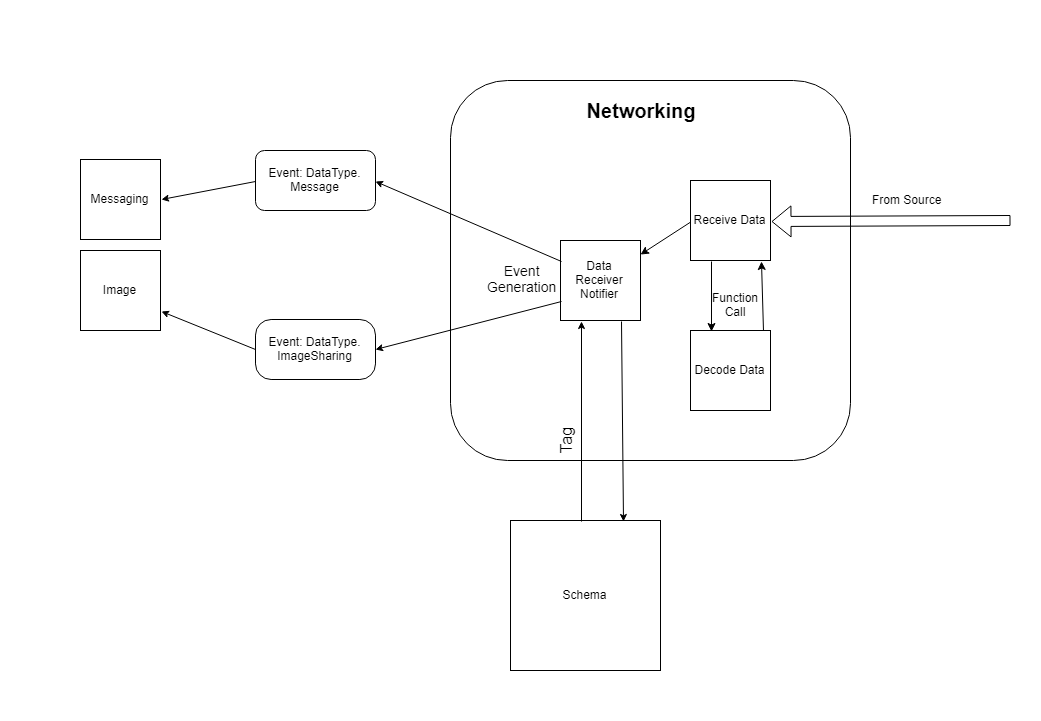 Networking
Event: DataType.
Message
Messaging
From Source
Receive Data
Data
Receiver
Notifier
Event
Generation
Image
Function
Call
Event: DataType.
ImageSharing
Decode Data
Tag
Schema